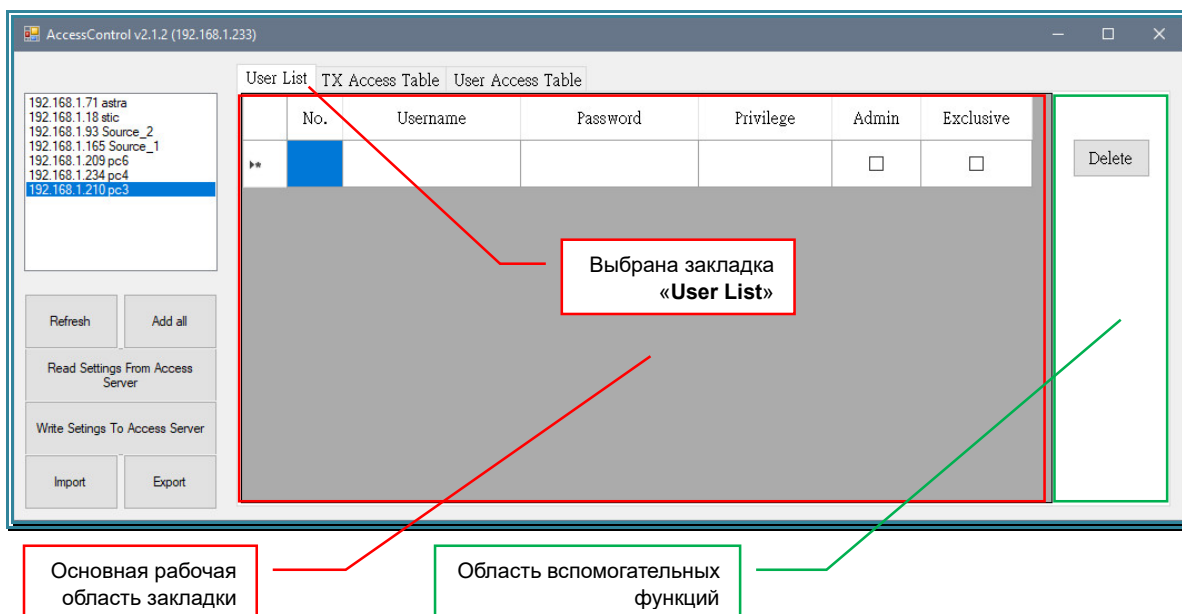 AccessControl v2.1.2 (192.168.1.233)
User List TX Access Table User Access Table
192.168.1.71 astra
192.168.1.18 stic
192.168.1.93 Source_2
192.168.1.165 Source_1
192.168.1.209 pc6
192.168.1.234 pc4
192.168.1.210 pc3
No. Username Password Privilege Admin Exclusive
Delete
Выбрана закладка
«User List»
Refresh Add all
Read Settings From Access
Server
Write Setings To Access Server
Import Export
Основная рабочая
область закладки
Область вспомогательных
функций